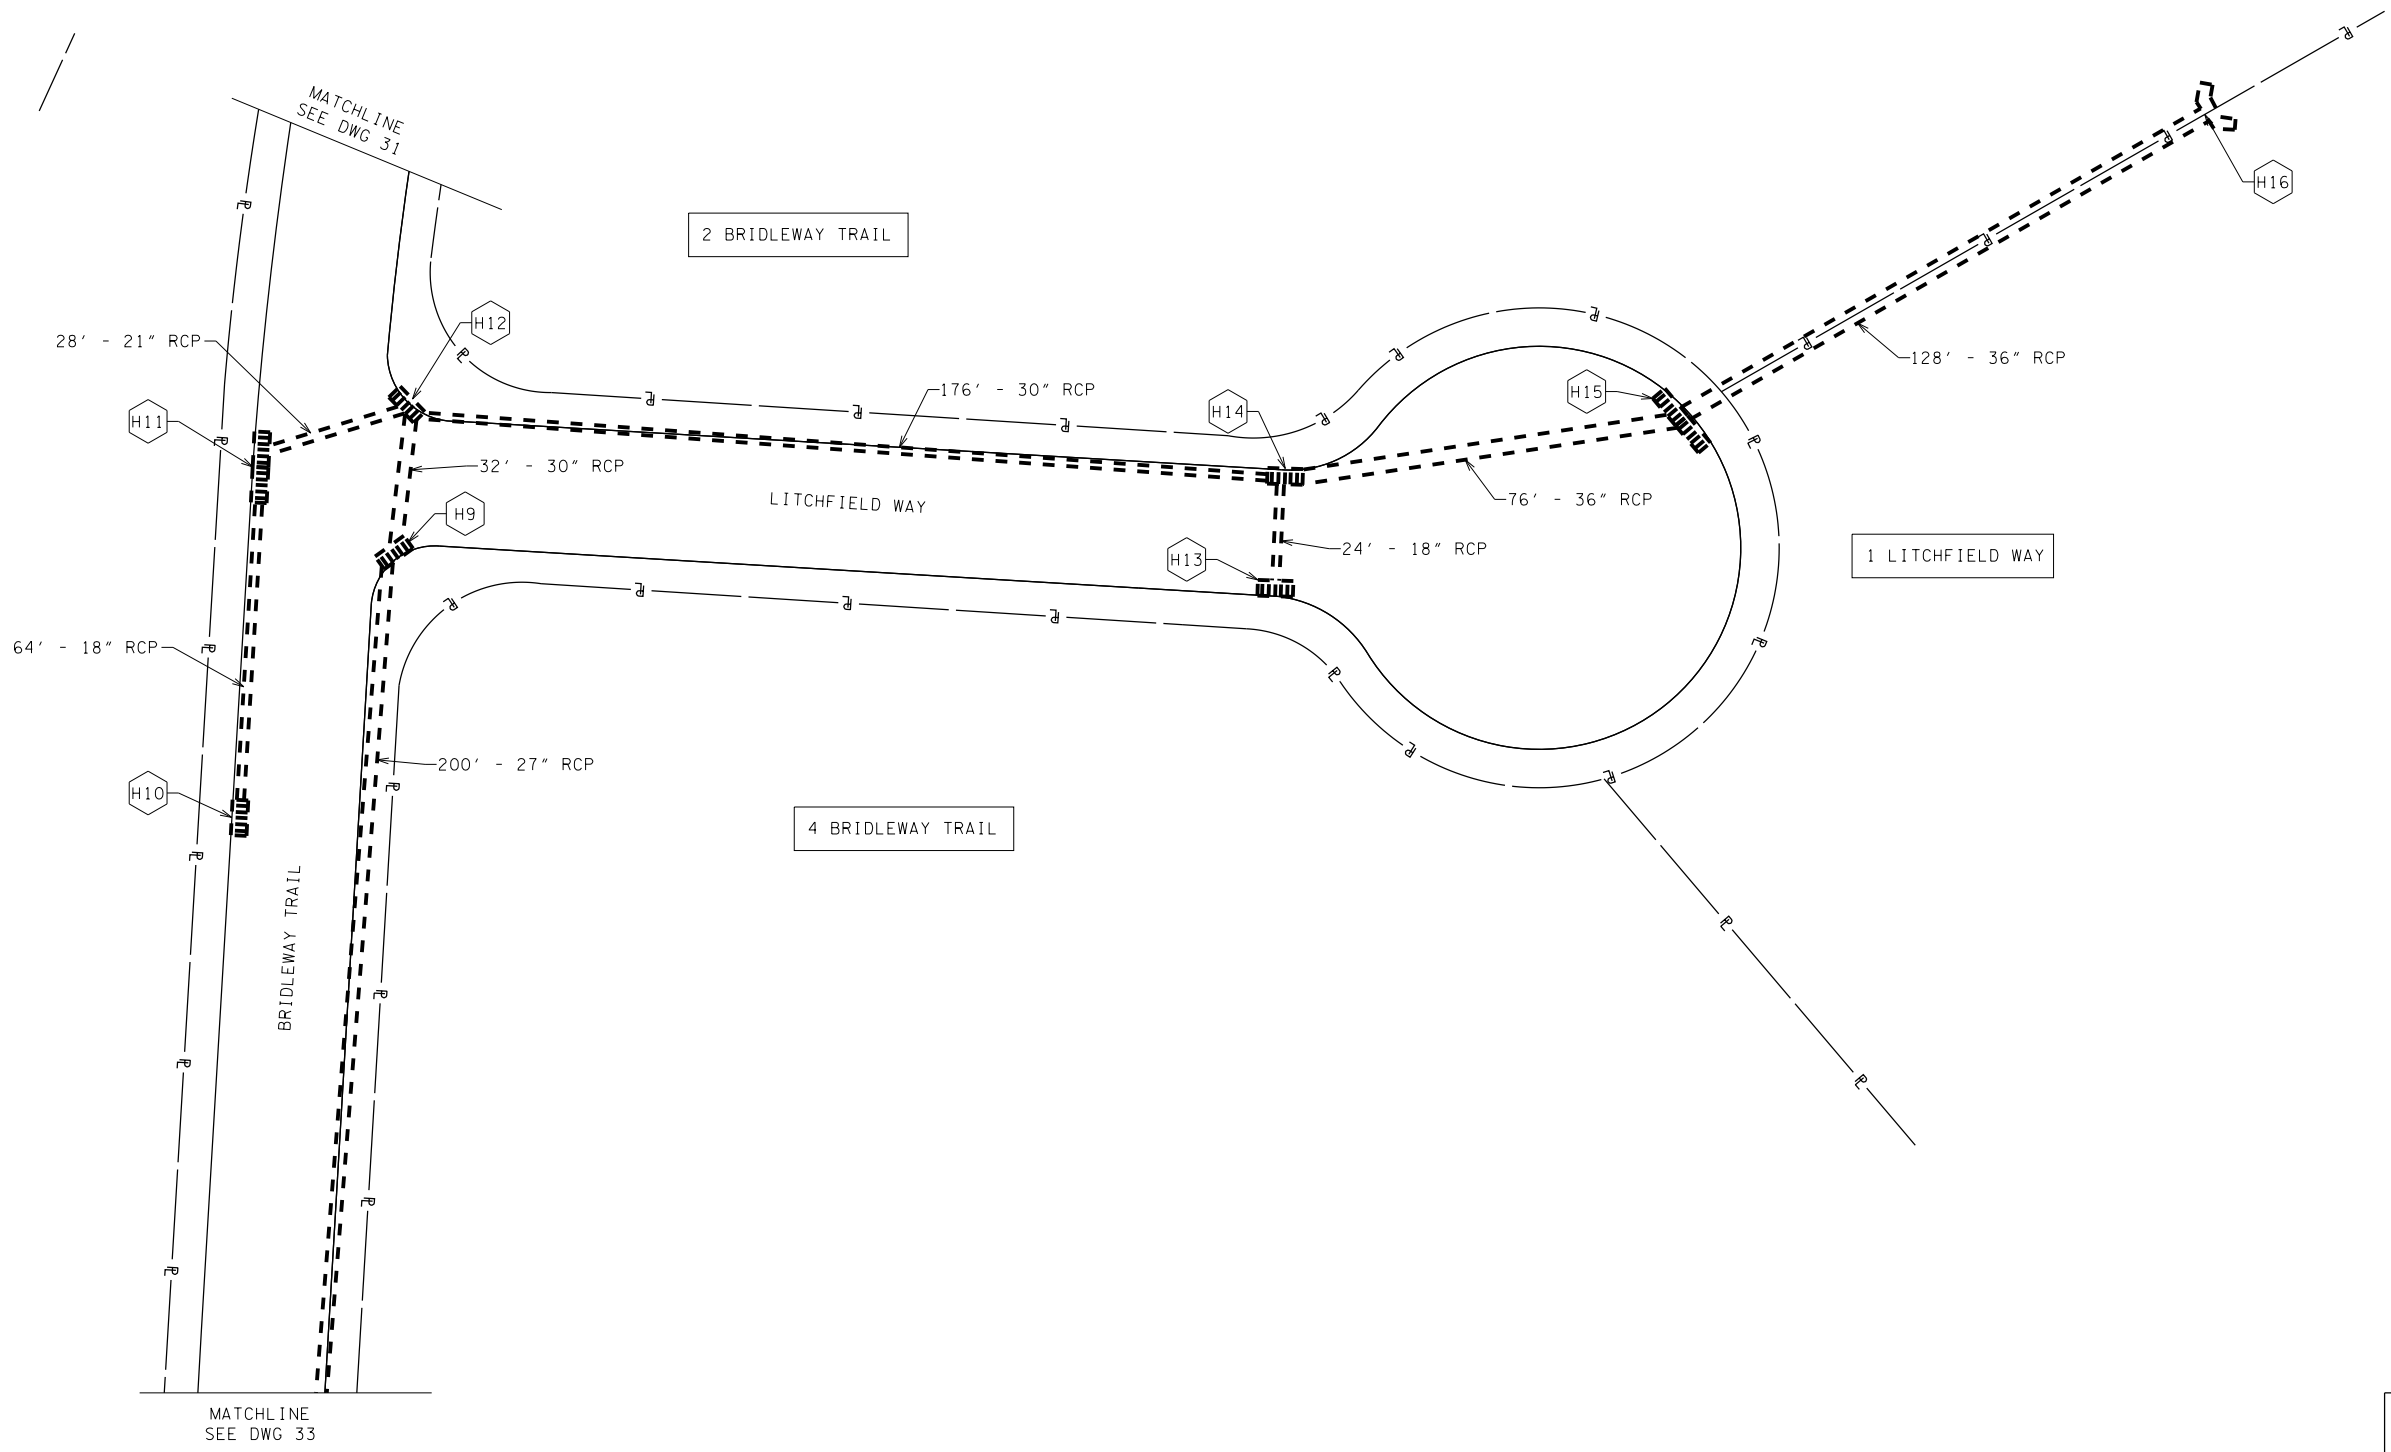 MATCHLINE
SEE DWG 31
2 BRIDLEWAY TRAIL
H16
H12
28' - 21" RCP
128' - 36" RCP
176' - 30" RCP
H15
H14
H11
32' - 30" RCP
LITCHFIELD WAY
76' - 36" RCP
H9
24' - 18" RCP
H13
1 LITCHFIELD WAY
64' - 18" RCP
200' - 27" RCP
H10
4 BRIDLEWAY TRAIL
BRIDLEWAY TRAIL
MATCHLINE
SEE DWG 33